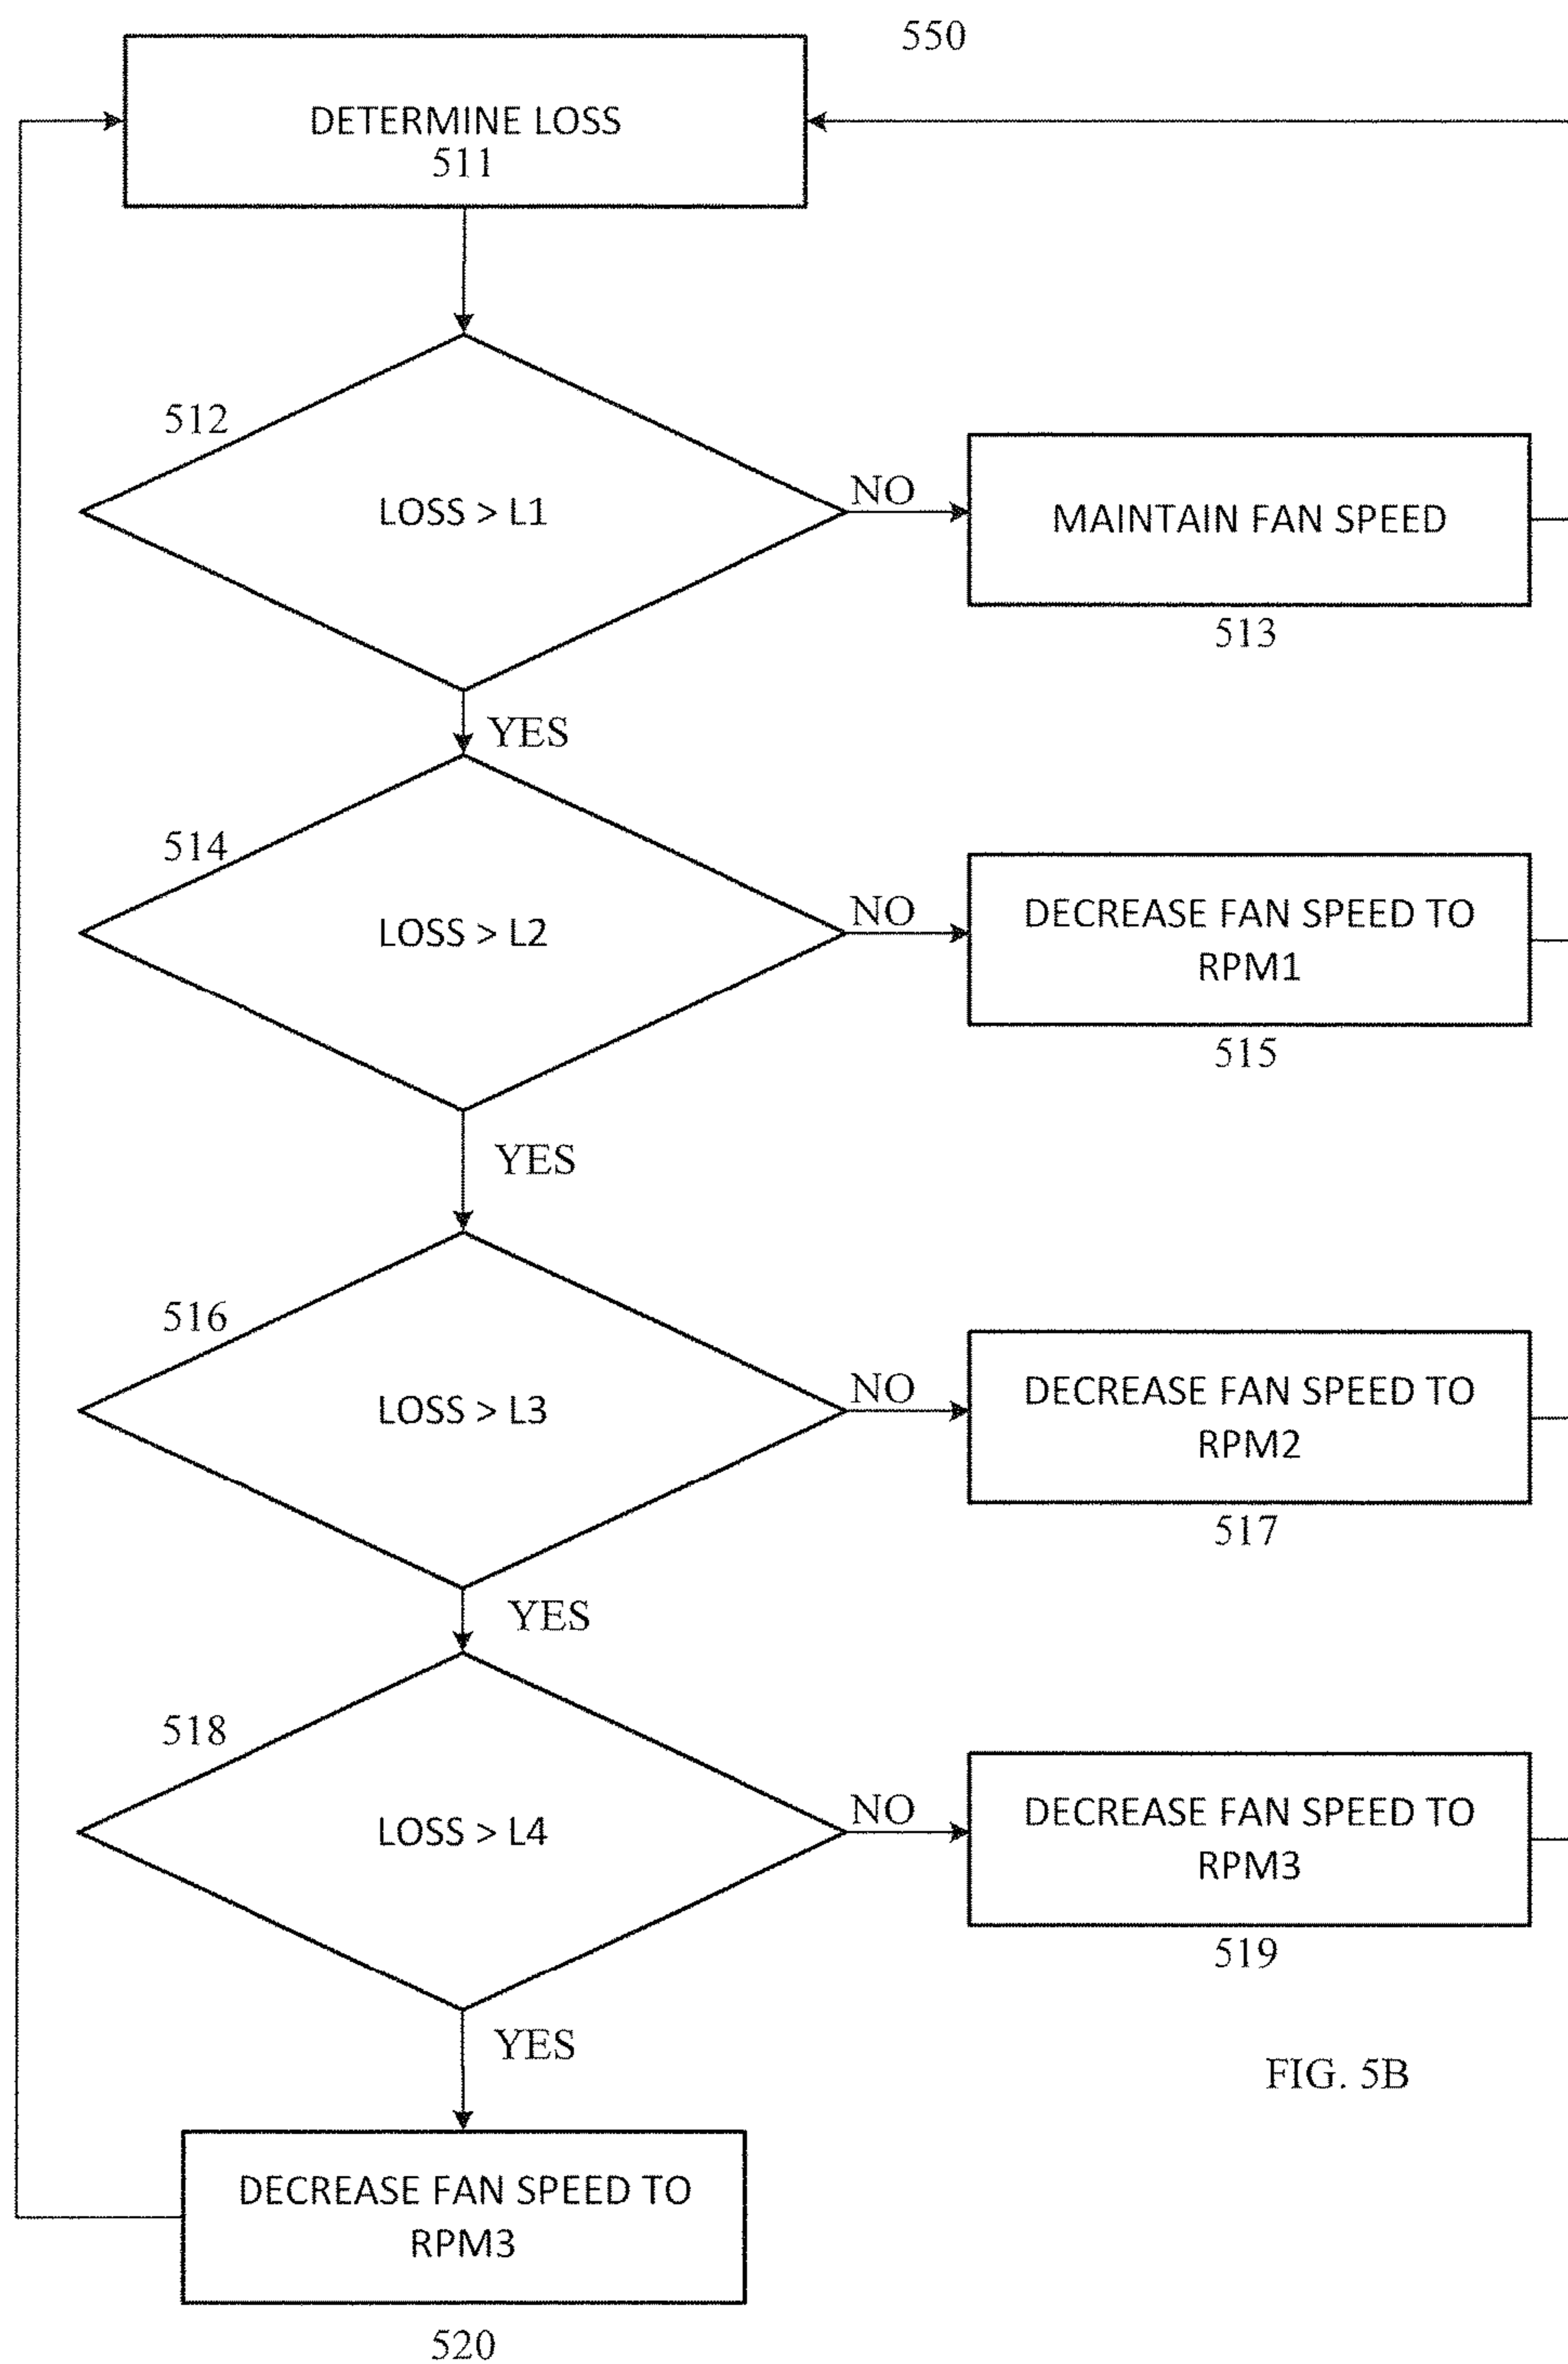 550
DETERMINE LOSS
511
512
LOSS > L1
NO
MAINTAIN FAN SPEED
513
YES
514
LOSS > L2
NO
DECREASE FAN SPEED TO
RPM1
515
YES
516
LOSS > L3
NO
DECREASE FAN SPEED TO
RPM2
517
YES
518
LOSS > L4
NO
DECREASE FAN SPEED TO
RPM3
519
YES
FIG. 5B
DECREASE FAN SPEED TO
RPM3
520